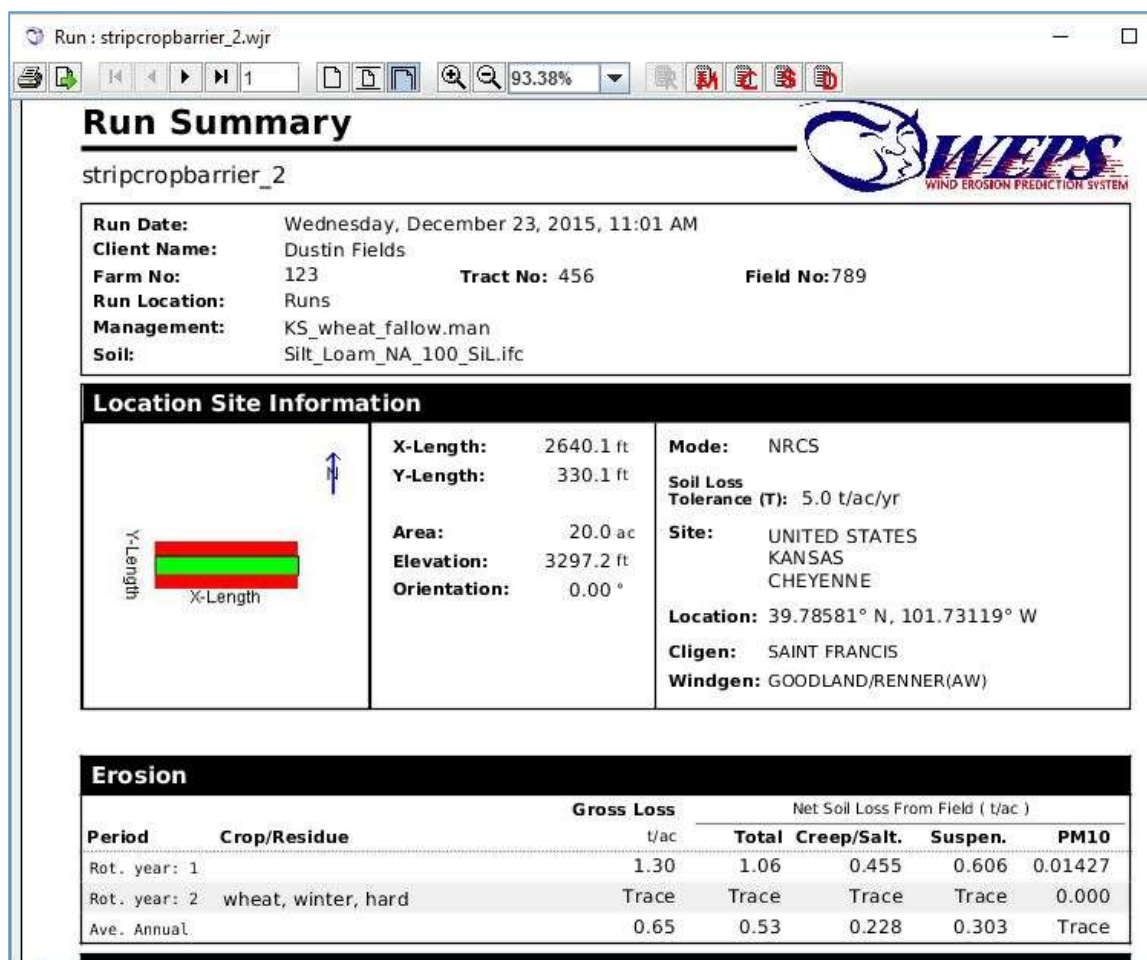 Run : stripcropbarrier_2.wjr
1
93.38%
R M C S D
Run Summary
WEPS
WIND EROSION PREDICTION SYSTEM
stripcropbarrier_2
Run Date: Wednesday, December 23, 2015, 11:01 AM
Client Name: Dustin Fields
Farm No: 123 Tract No: 456 Field No:789
Run Location: Runs
Management: KS_wheat_fallow.man
Soil: Silt_Loam_NA_100_SiL.ifc
Location Site Information
N
Y-Length
X-Length
X-Length: 2640.1 ft
Y-Length: 330.1 ft
Area: 20.0 ac
Elevation: 3297.2 ft
Orientation: 0.00 °
Mode: NRCS
Soil Loss
Tolerance (T): 5.0 t/ac/yr
Site: UNITED STATES
KANSAS
CHEYENNE
Location: 39.78581° N, 101.73119° W
Cligen: SAINT FRANCIS
Windgen: GOODLAND/RENNER(AW)
Erosion
Gross Loss Net Soil Loss From Field ( t/ac )
Period Crop/Residue t/ac Total Creep/Salt. Suspen. PM10
Rot. year: 1 1.30 1.06 0.455 0.606 0.01427
Rot. year: 2 wheat, winter, hard Trace Trace Trace Trace 0.000
Ave. Annual 0.65 0.53 0.228 0.303 Trace